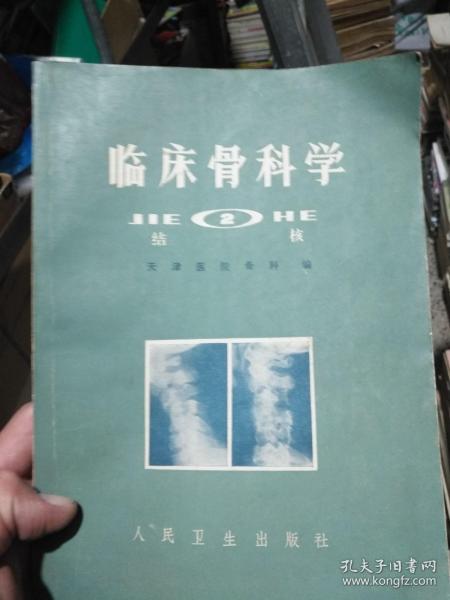 临床骨科学
JIE 2 HE
结 核
天津医院骨科 编
人民卫生出版社
孔夫子旧书网
www.kongfz.com